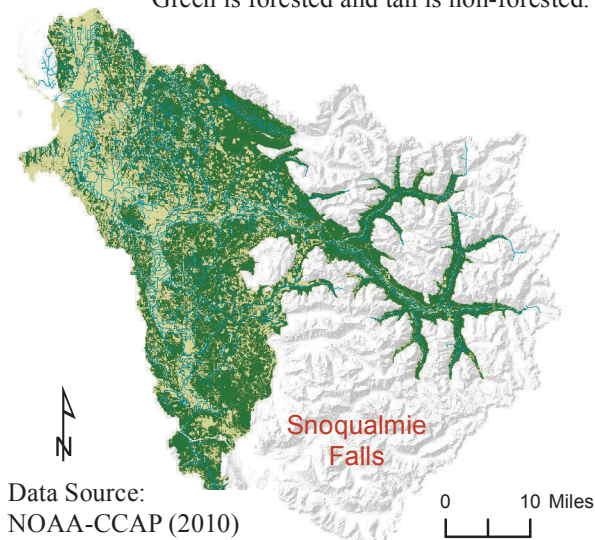 Green is forested and tan is non-forested.
Snoqualmie
Falls
N
Data Source:
NOAA-CCAP (2010)
0 10 Miles